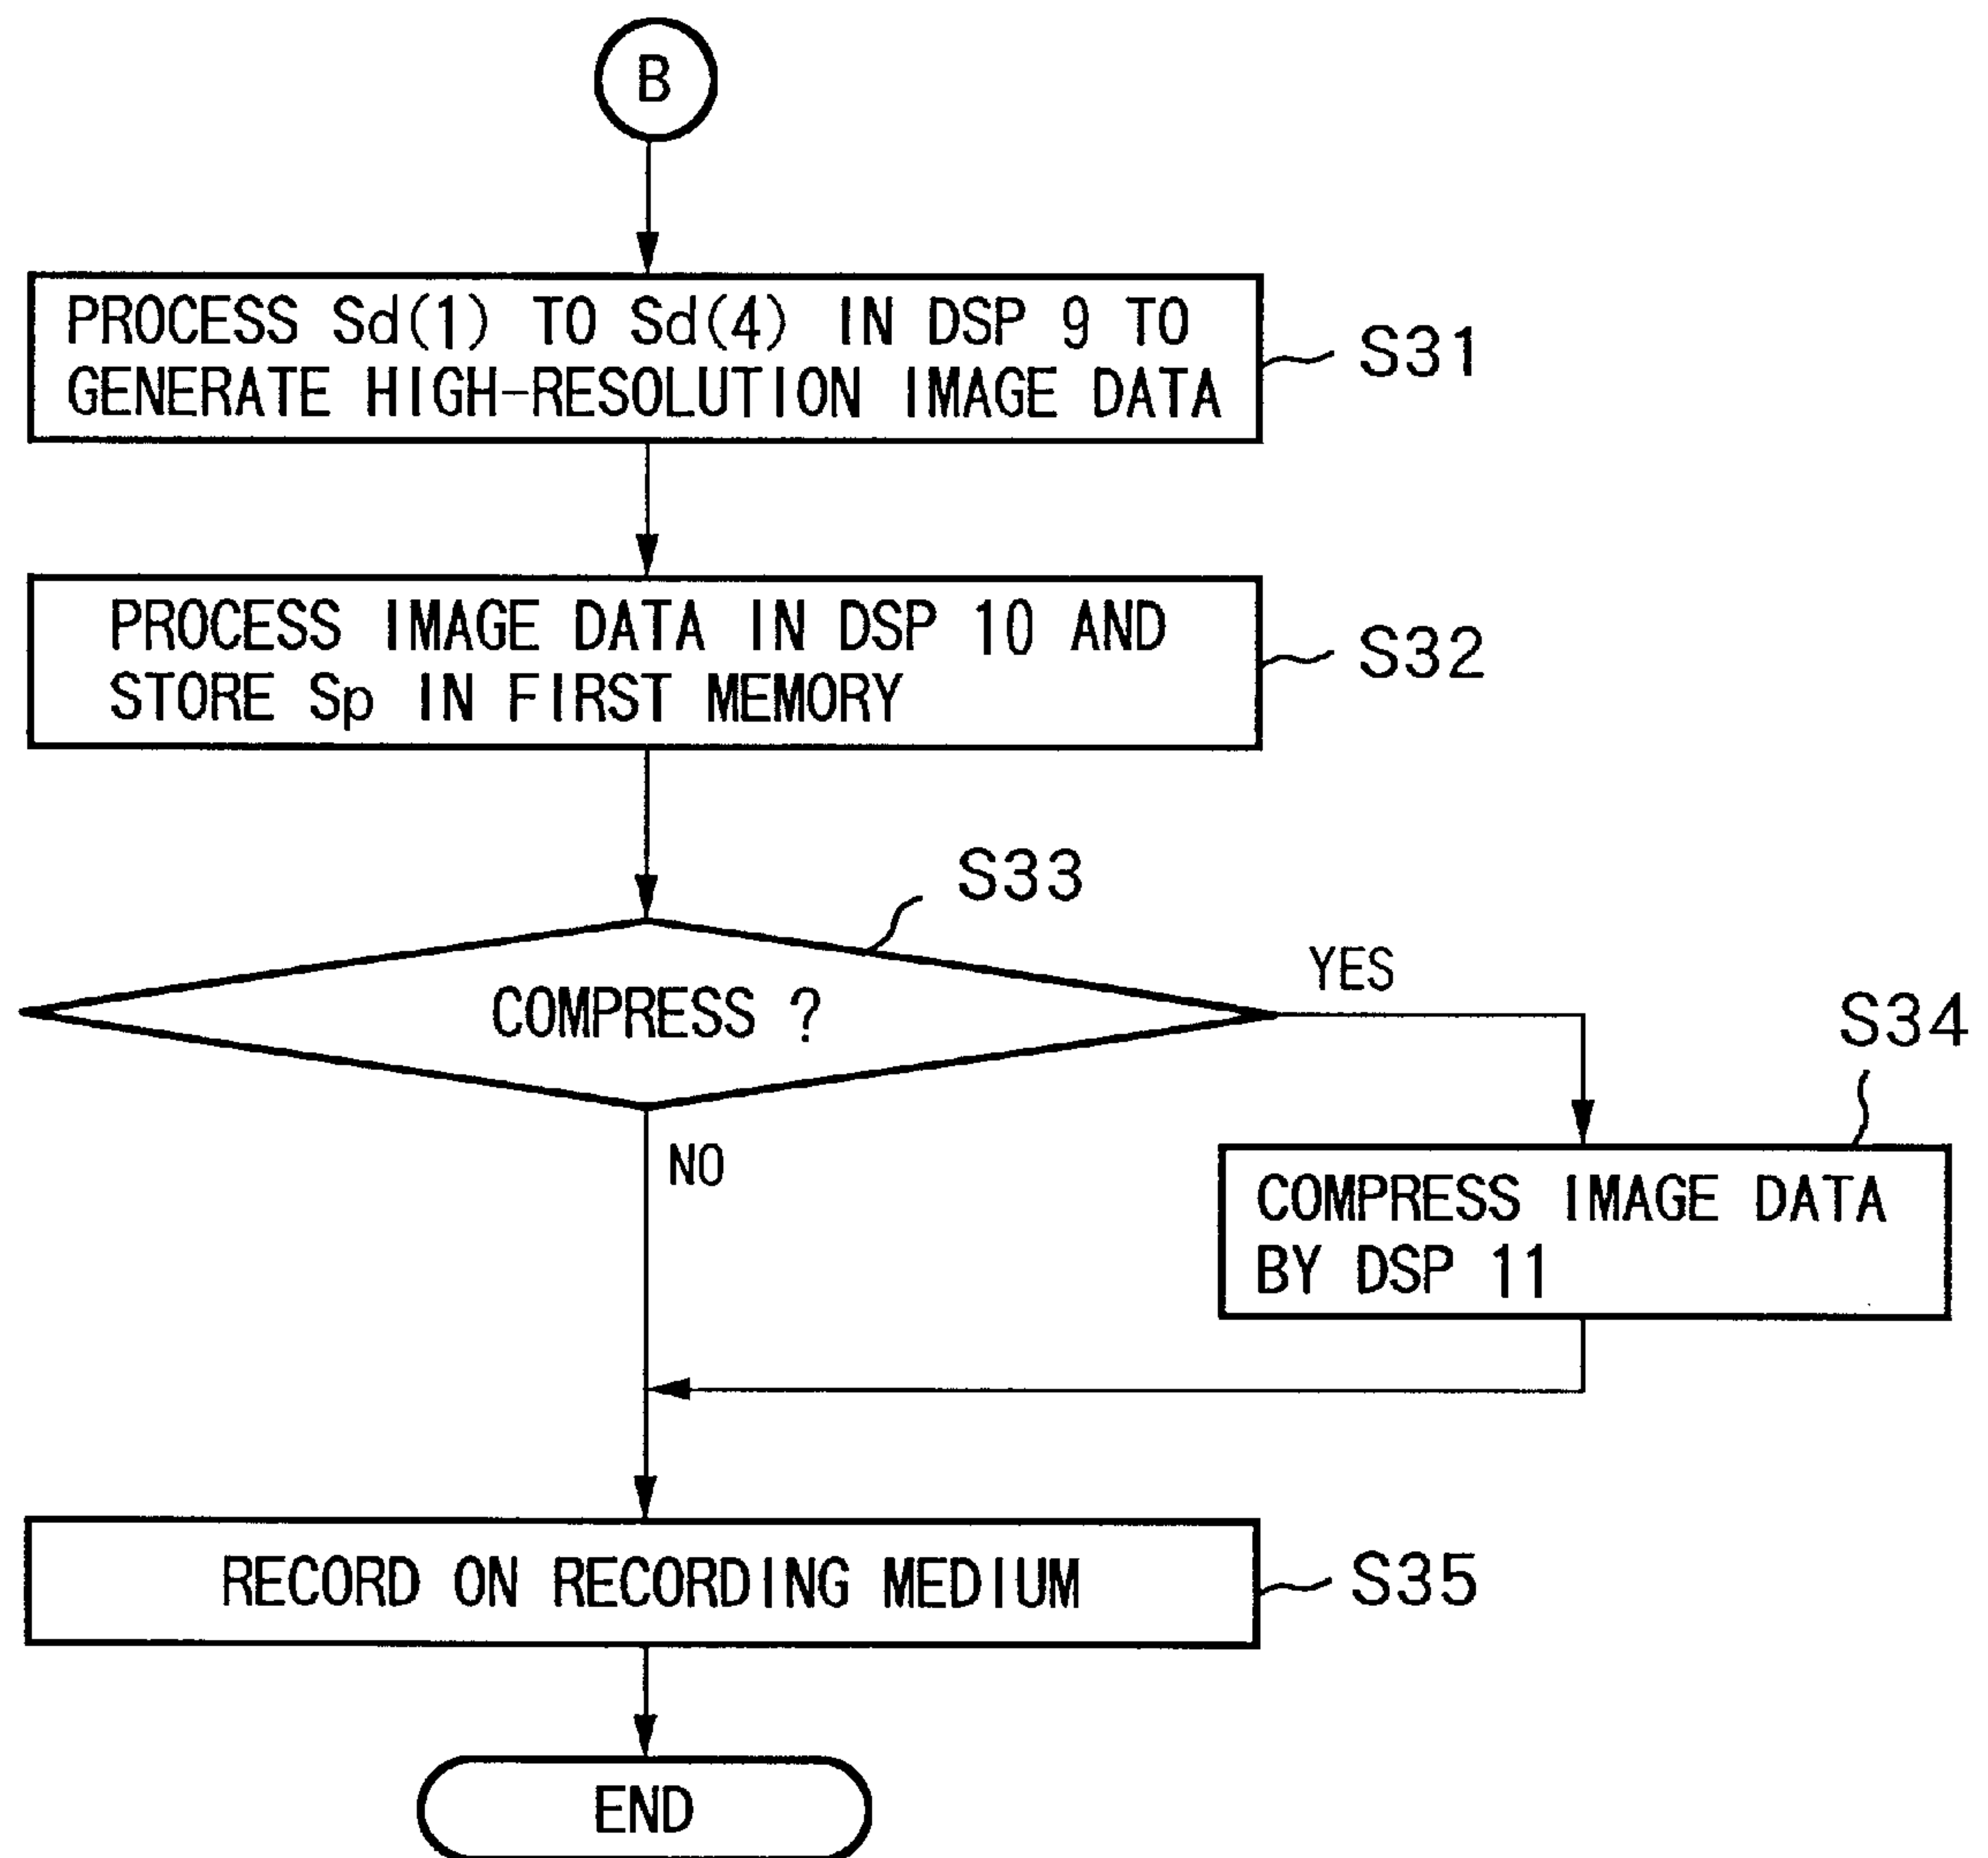 B
PROCESS Sd(1) TO Sd(4) IN DSP 9 TO
GENERATE HIGH-RESOLUTION IMAGE DATA
S31
PROCESS IMAGE DATA IN DSP 10 AND
STORE Sp IN FIRST MEMORY
S32
S33
COMPRESS ?
YES
NO
S34
COMPRESS IMAGE DATA
BY DSP 11
RECORD ON RECORDING MEDIUM
S35
END